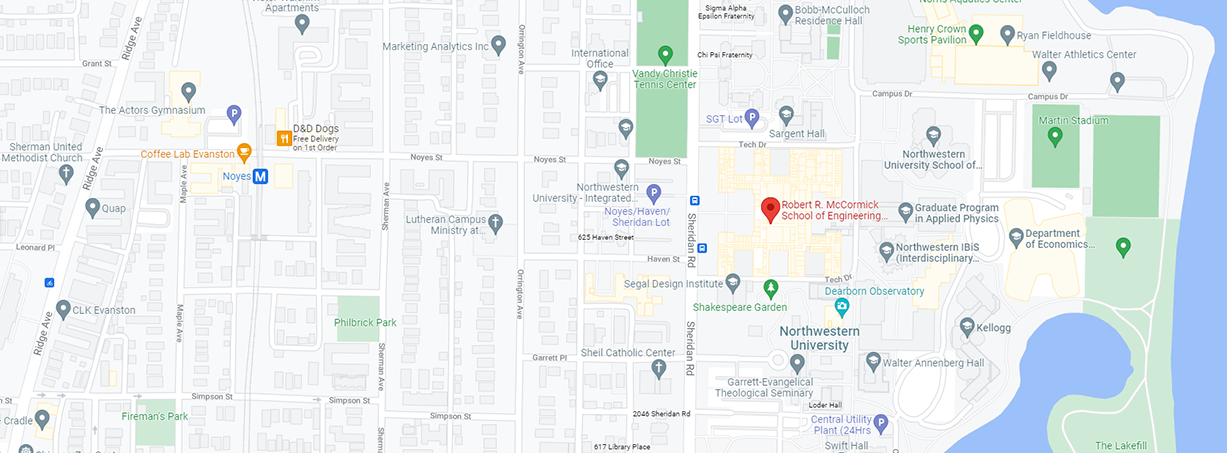 Apartments
Grant St
Ridge Ave
Marketing Analytics Inc
Orrington Ave
International
Office
Vandy Christie
Tennis Center
Sigma Alpha
Epsilon Fraternity
Chi Psi Fraternity
Bobb-McCulloch
Residence Hall
Norris Aquatics Center
Henry Crown
Sports Pavilion
Ryan Fieldhouse
Walter Athletics Center
Campus Dr
Campus Dr
The Actors Gymnasium
P
D&D Dogs
Free Delivery
on 1st Order
SGT Lot
P
Sargent Hall
Martin Stadium
Sherman United
Methodist Church
Coffee Lab Evanston
Noyes St
Noyes St
Noyes St
Tech Dr
Northwestern
University School of...
Ridge Ave
Maple Ave
Noyes
M
Sherman Ave
Northwestern
University - Integrated...
P
Noyes/Haven/
Sheridan Lot
Robert R. McCormick
School of Engineering...
Graduate Program
in Applied Physics
Quap
Lutheran Campus
Ministry at...
Sheridan Rd
Department
of Economics...
Leonard Pl
625 Haven Street
Haven St
Northwestern IBiS
(Interdisciplinary...
Tech Dr
Segal Design Institute
Dearborn Observatory
CLK Evanston
Maple Ave
Philbrick Park
Orrington Ave
Shakespeare Garden
Ridge Ave
Sheridan Rd
Northwestern
University
Kellogg
Garrett Pl
Sheil Catholic Center
Walter Annenberg Hall
Sherman Ave
Garrett-Evangelical
Theological Seminary
Simpson St
Simpson St
Simpson St
Fireman's Park
2046 Sheridan Rd
Loder Hall
Central Utility
Plant (24Hrs
P
e Cradle
Sherman Ave
617 Library Place
Swift Hall
The Lakefill